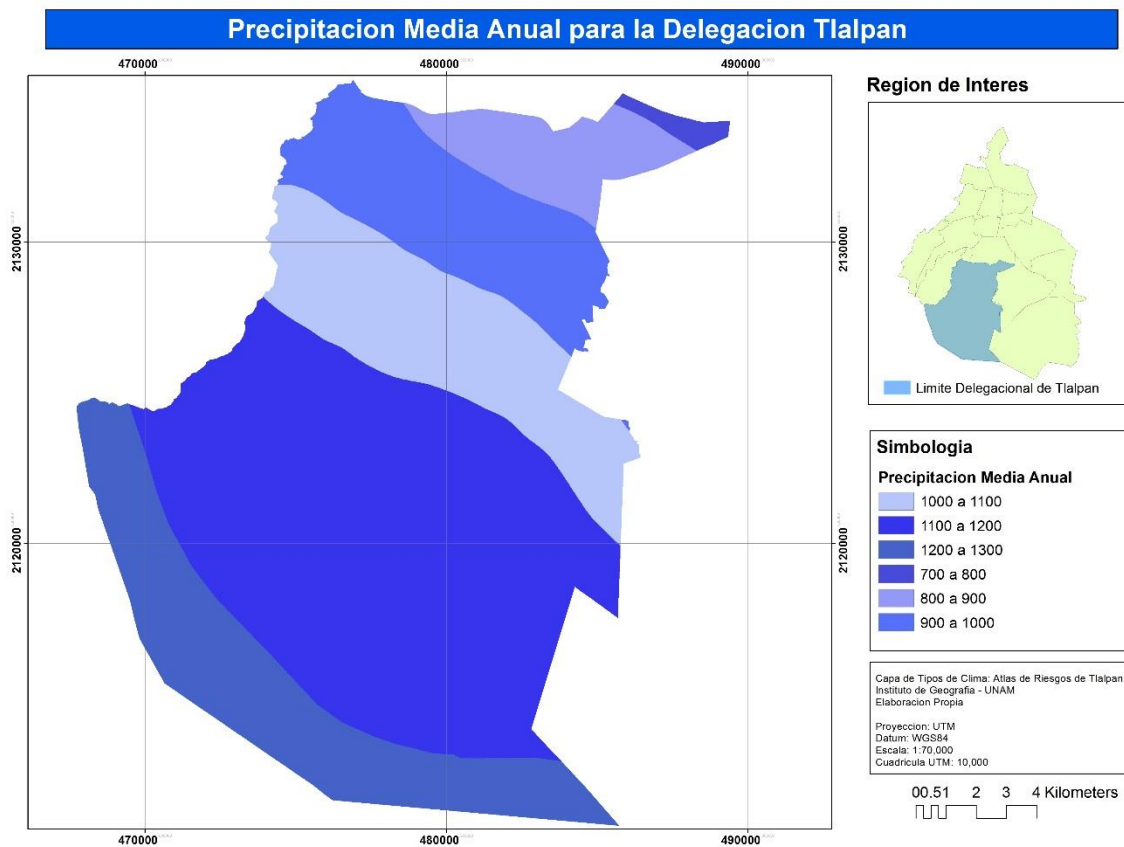 Precipitacion Media Anual para la Delegacion Tlalpan
470000
480000
490000
2130000
2130000
2120000
2120000
470000
480000
490000
Region de Interes
Limite Delegacional de Tlalpan
Simbologia
Precipitacion Media Anual
1000 a 1100
1100 a 1200
1200 a 1300
700 a 800
800 a 900
900 a 1000
Capa de Tipos de Clima: Atlas de Riesgos de Tlalpan
Instituto de Geografia - UNAM
Elaboracion Propia
Proyeccion: UTM
Datum: WGS84
Escala: 1:70,000
Cuadricula UTM: 10,000
00.51 2 3 4 Kilometers